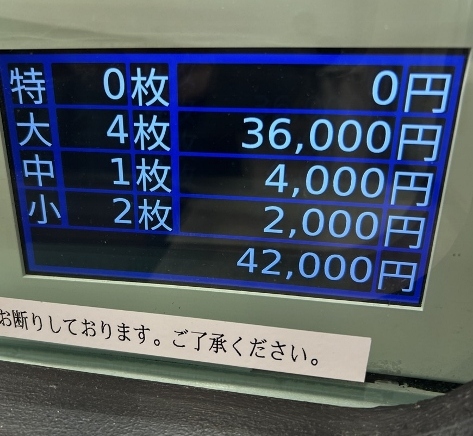 特 0枚 0円
大 4枚 36,000円
中 1枚 4,000円
小 2枚 2,000円
42,000円
お断りしております。ご了承ください。